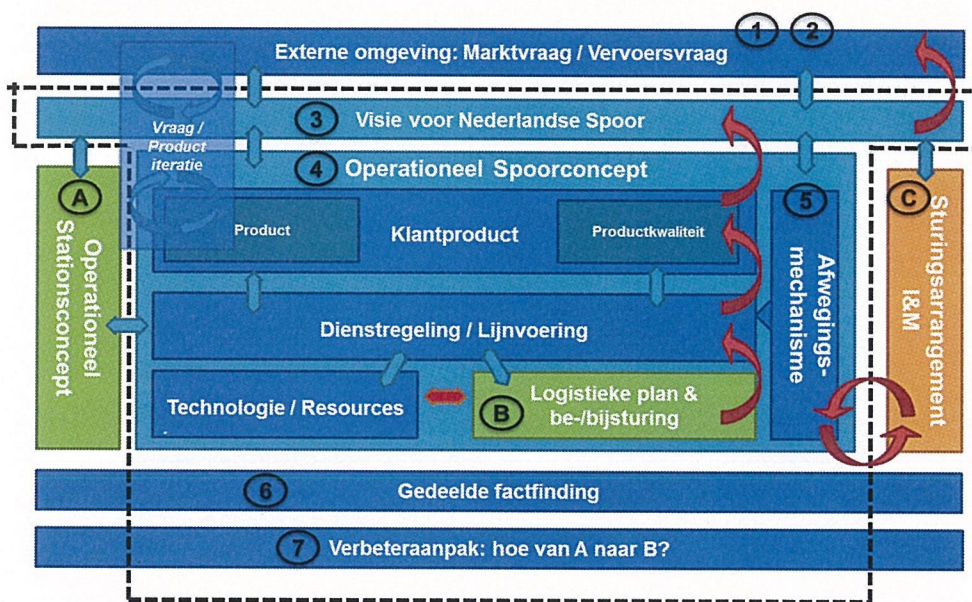 1 2
Externe omgeving: Marktvraag / Vervoersvraag
3 Visie voor Nederlandse Spoor
Vraag /
Product
iteratie
4 Operationeel Spoorconcept
A
Operationeel
Stationsconcept
Product
Klantproduct
Productkwaliteit
5
Afwegings-
mechanisme
C
Sturingsarrangement
I&M
Dienstregeling / Lijnvoering
Technologie / Resources
B
Logistieke plan &
be-/bijsturing
6 Gedeelde factfinding
7 Verbeteraanpak: hoe van A naar B?